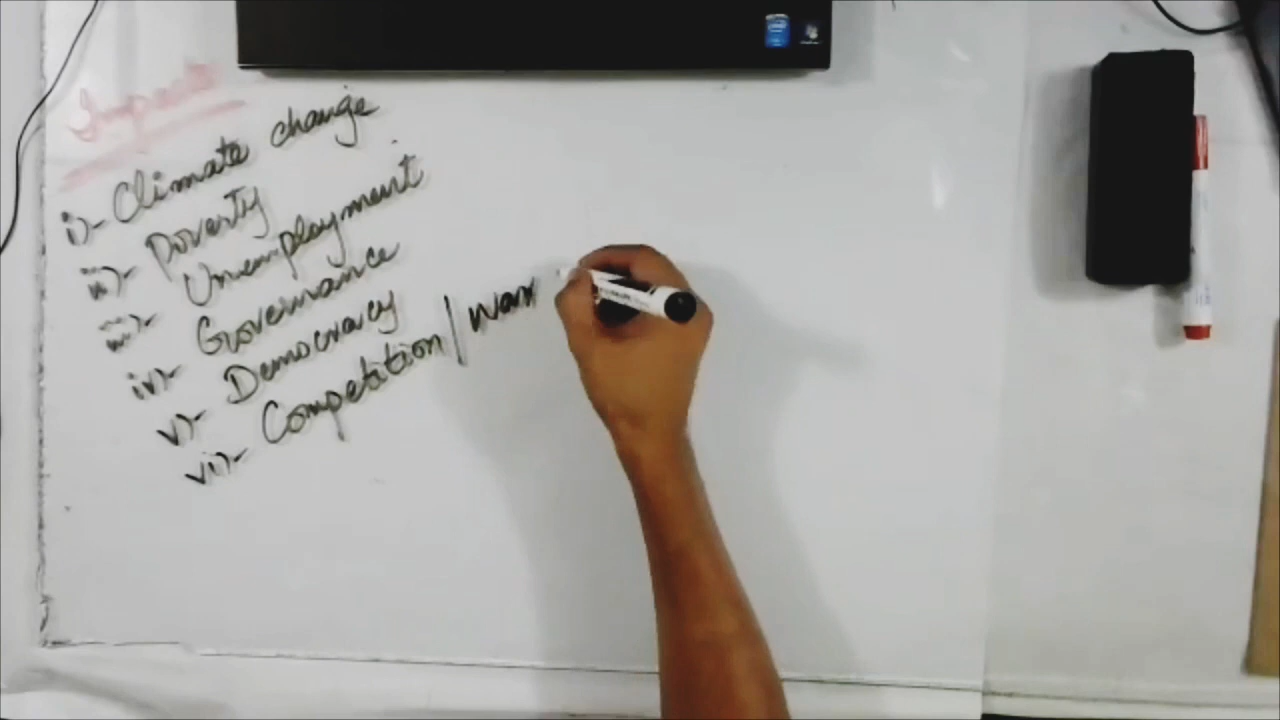 Impacts
i)- Climate change
ii)- Poverty
iii)- Unemployment
iv)- Governance
v)- Democracy
vi)- Competition / War